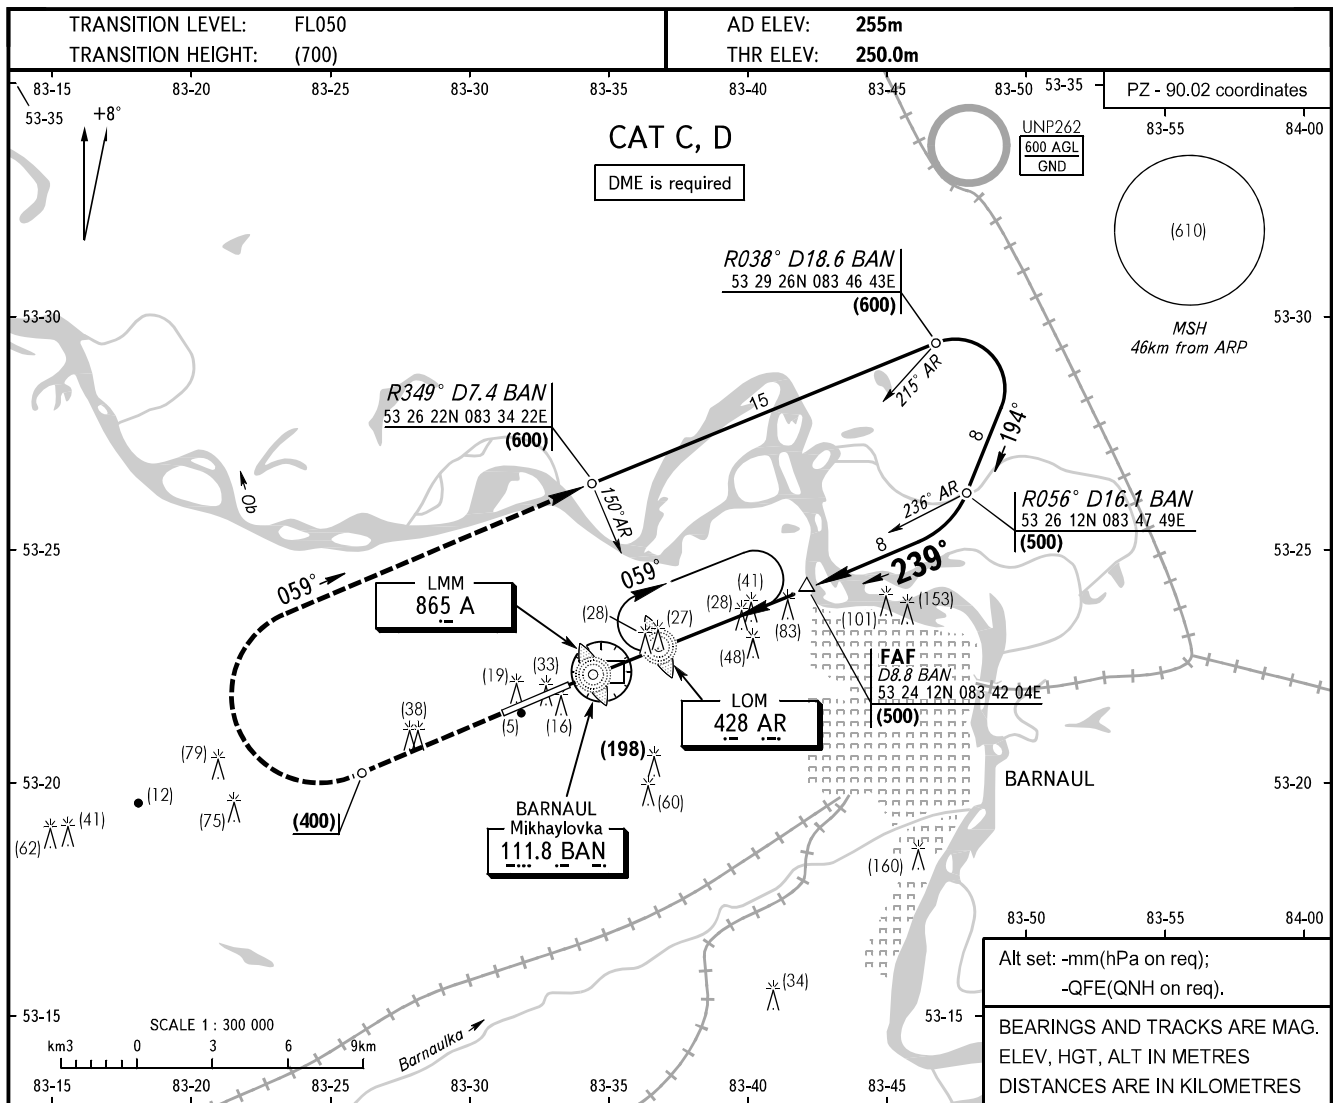 TRANSITION LEVEL: FL050
TRANSITION HEIGHT: (700)
AD ELEV: 255m
THR ELEV: 250.0m
83-15 83-20 83-25 83-30 83-35 83-40 83-45 83-50 53-35
PZ - 90.02 coordinates
53-35
+8°
83-55 84-00
CAT C, D
DME is required
UNP262
600 AGL
GND
(610)
MSH
46km from ARP
R038° D18.6 BAN
53 29 26N 083 46 43E
(600)
53-30
53-30
215° AR
15
R349° D7.4 BAN
53 26 22N 083 34 22E
(600)
8
194°
Ob
150°AR
236° AR
R056° D16.1 BAN
53 26 12N 083 47 49E
(500)
53-25
53-25
8
239°
059°
059°
LMM
865 A
(41)
(28)
(27)
(28)
(83)
(101)
(153)
(48)
FAF
D8.8 BAN
53 24 12N 083 42 04E
(500)
(19)
(33)
(5)
(16)
LOM
428 AR
(38)
(79)
(198)
53-20
53-20
BARNAUL
(12)
(60)
(75)
(41)
(62)
(400)
BARNAUL
Mikhaylovka
111.8 BAN
(160)
83-50 83-55 84-00
Alt set: -mm(hPa on req);
-QFE(QNH on req).
(34)
53-15
53-15
SCALE 1 : 300 000
km3 0 3 6 9km
Barnaulka
BEARINGS AND TRACKS ARE MAG.
ELEV, HGT, ALT IN METRES
DISTANCES ARE IN KILOMETRES
83-15 83-20 83-25 83-30 83-35 83-40 83-45